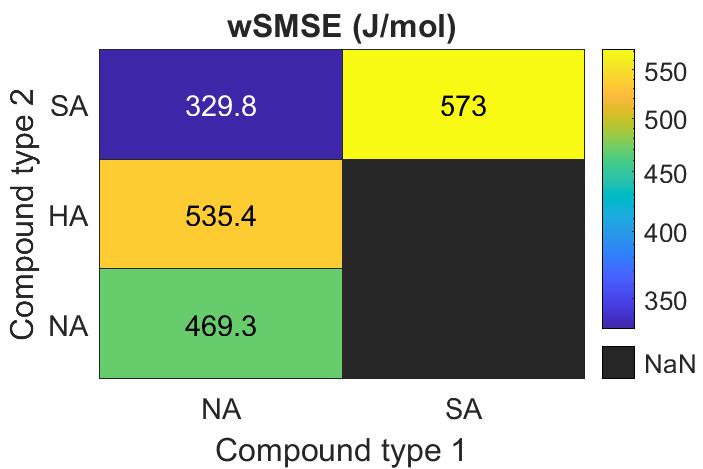 wSMSE (J/mol)
Compound type 2
SA
HA
NA
329.8
573
535.4
469.3
NA
SA
Compound type 1
550
500
450
400
350
NaN